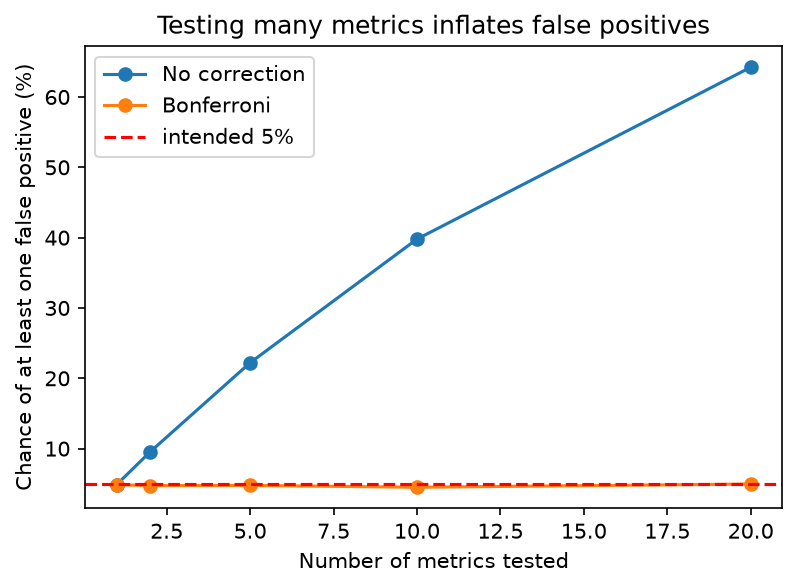 Testing many metrics inflates false positives
No correction
Bonferroni
intended 5%
Chance of at least one false positive (%)
60
50
40
30
20
10
2.5 5.0 7.5 10.0 12.5 15.0 17.5 20.0
Number of metrics tested